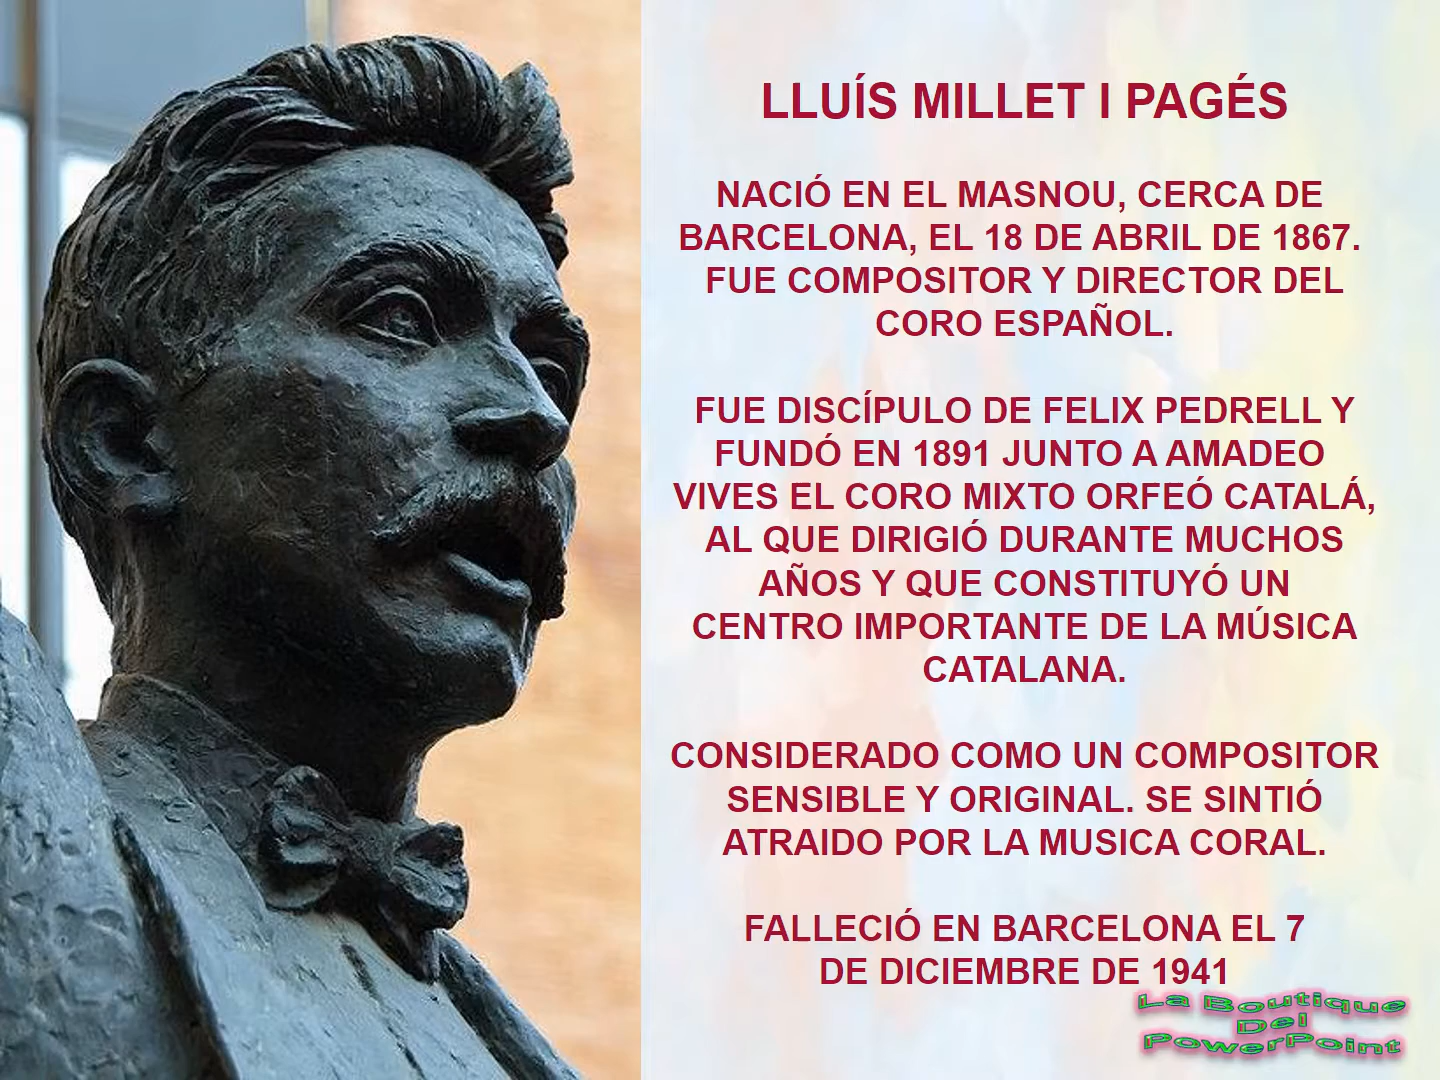 LLUÍS MILLET I PAGÉS
NACIÓ EN EL MASNOU, CERCA DE
BARCELONA, EL 18 DE ABRIL DE 1867.
FUE COMPOSITOR Y DIRECTOR DEL
CORO ESPAÑOL.
FUE DISCÍPULO DE FELIX PEDRELL Y
FUNDÓ EN 1891 JUNTO A AMADEO
VIVES EL CORO MIXTO ORFEÓ CATALÁ,
AL QUE DIRIGIÓ DURANTE MUCHOS
AÑOS Y QUE CONSTITUYÓ UN
CENTRO IMPORTANTE DE LA MÚSICA
CATALANA.
CONSIDERADO COMO UN COMPOSITOR
SENSIBLE Y ORIGINAL. SE SINTIÓ
ATRAIDO POR LA MUSICA CORAL.
FALLECIÓ EN BARCELONA EL 7
DE DICIEMBRE DE 1941
La Boutique
Del
PowerPoint